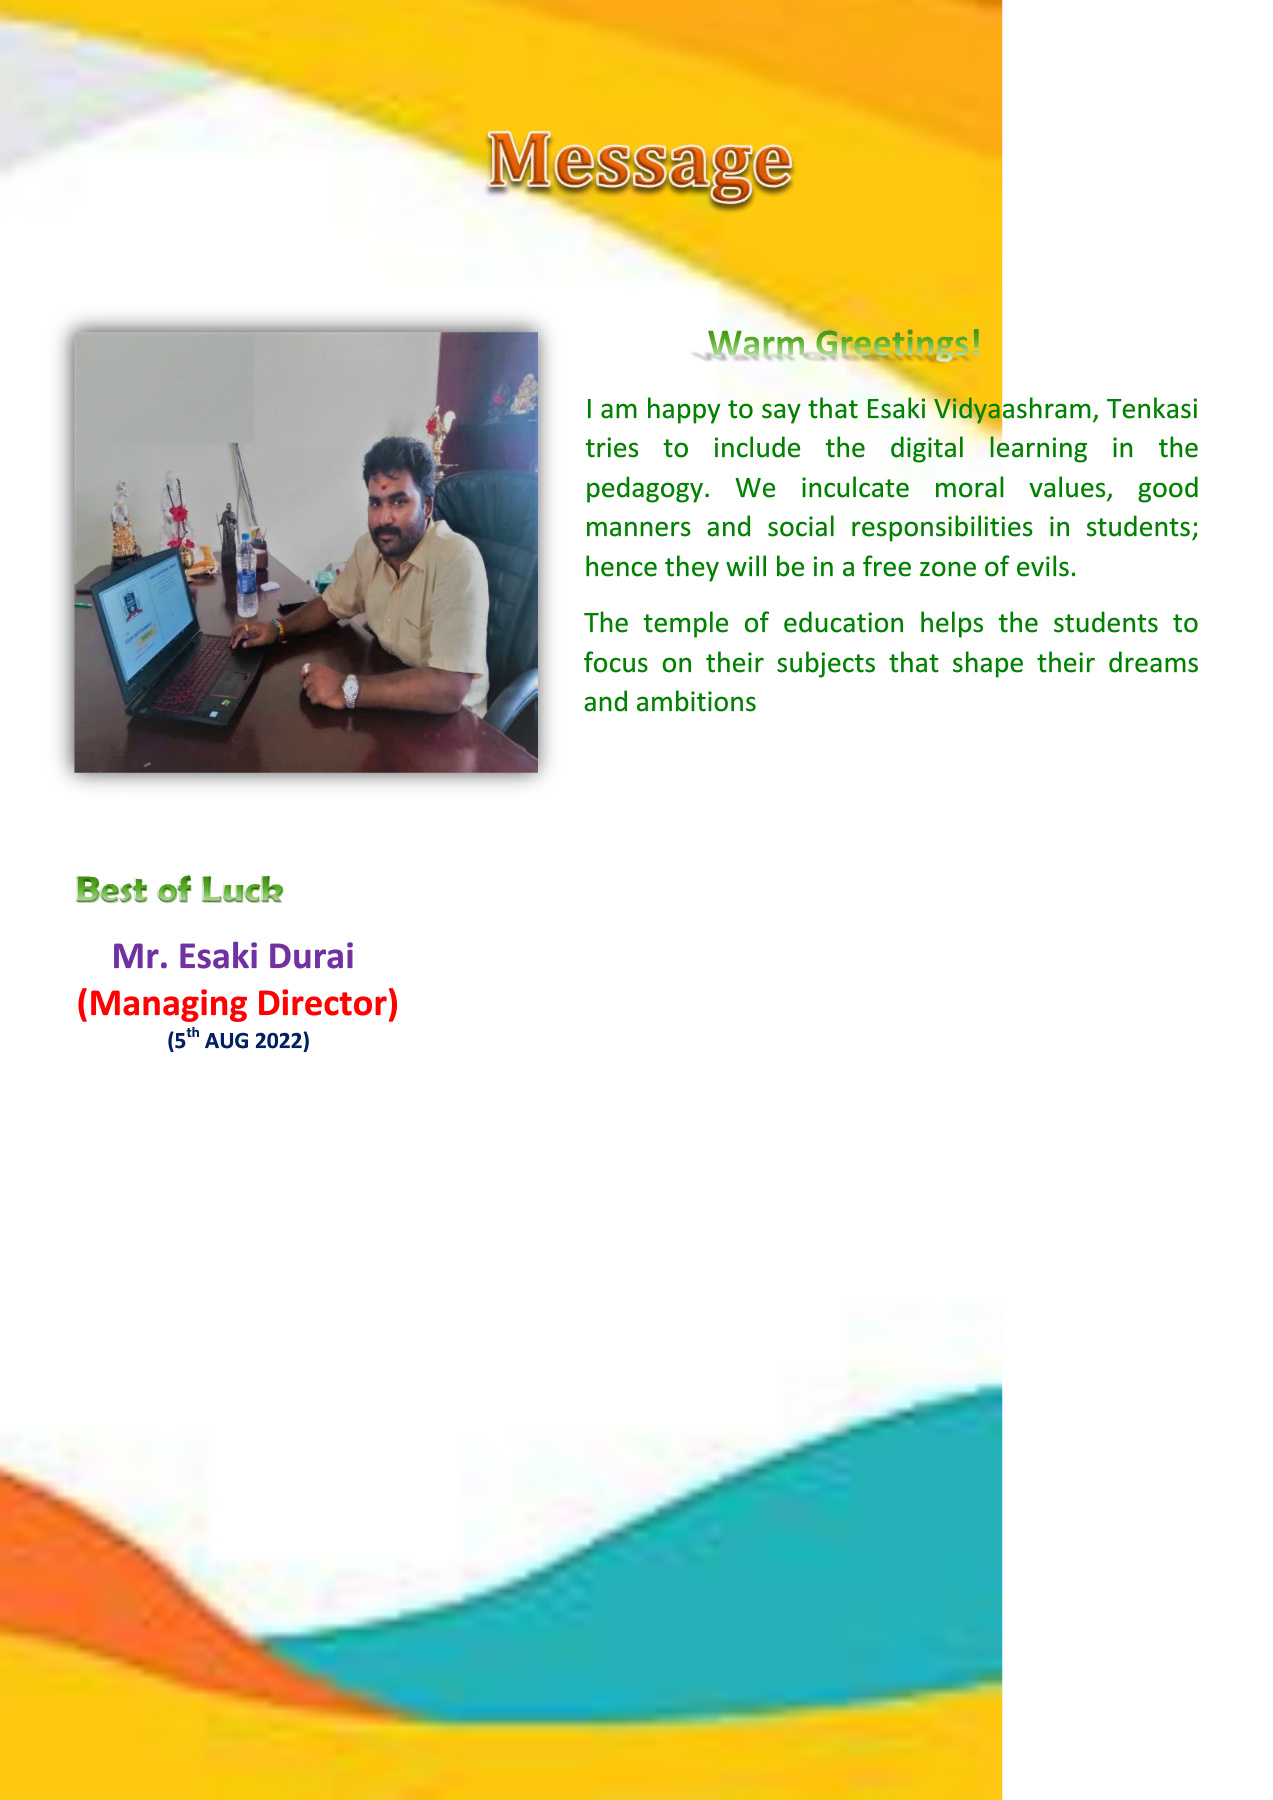 Message
Warm Greetings!
I am happy to say that Esaki Vidyaashram, Tenkasi
tries to include the digital learning in the
pedagogy. We inculcate moral values, good
manners and social responsibilities in students;
hence they will be in a free zone of evils.
The temple of education helps the students to
focus on their subjects that shape their dreams
and ambitions
Best of Luck
Mr. Esaki Durai
(Managing Director)
(5th AUG 2022)